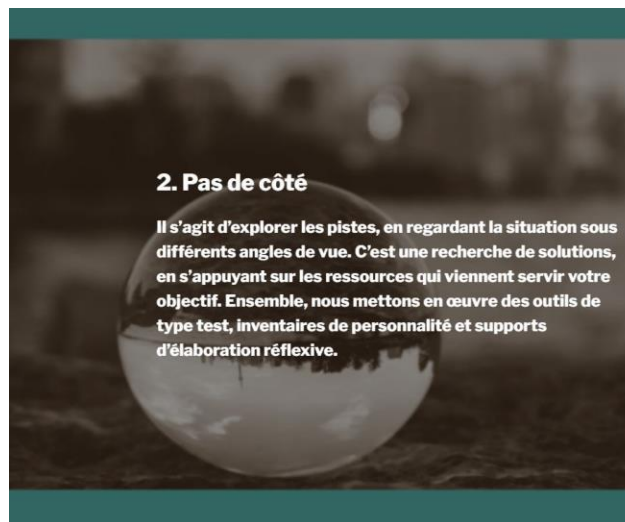 2. Pas de côté
Il s’agit d’explorer les pistes, en regardant la situation sous
différents angles de vue. C’est une recherche de solutions,
en s’appuyant sur les ressources qui viennent servir votre
objectif. Ensemble, nous mettons en œuvre des outils de
type test, inventaires de personnalité et supports
d’élaboration réflexive.